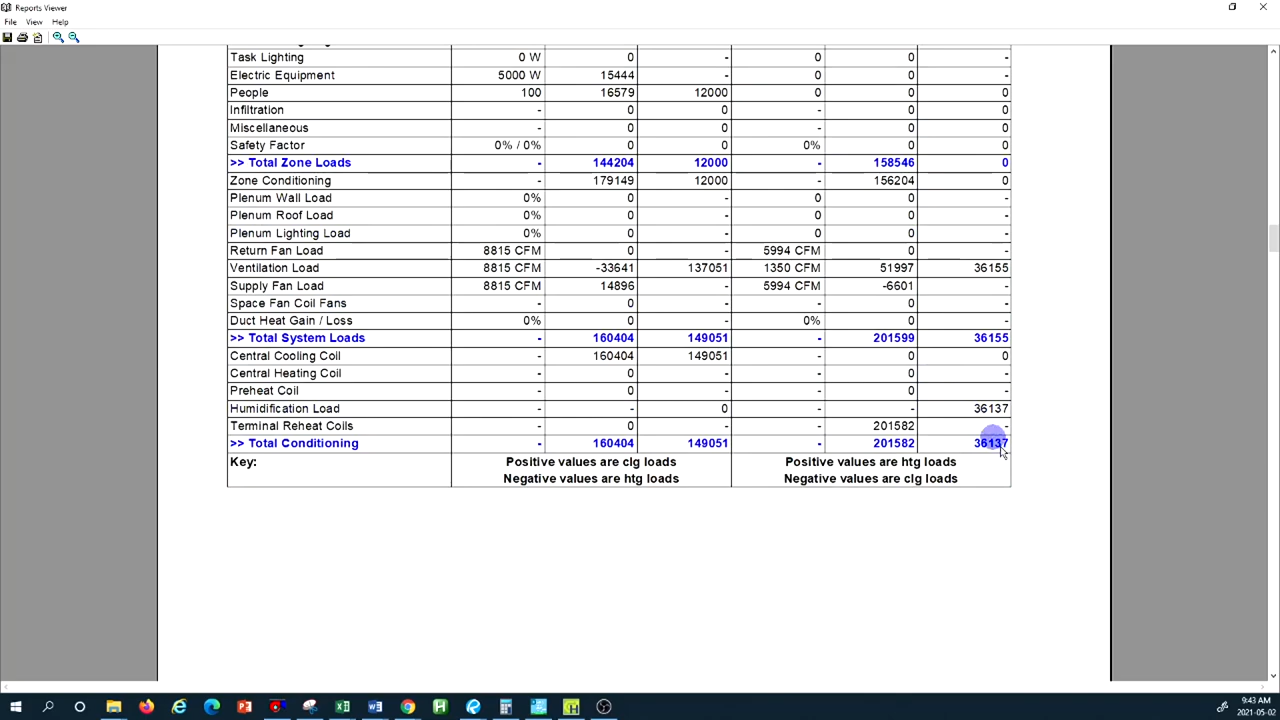 Reports Viewer
File View Help
Task Lighting 0 W 0 - 0 0 -
Electric Equipment 5000 W 15444 - 0 0 -
People 100 16579 12000 0 0 0
Infiltration - 0 0 - 0 0
Miscellaneous - 0 0 - 0 0
Safety Factor 0% / 0% 0 0 0% 0 0
>> Total Zone Loads - 144204 12000 - 158546 0
Zone Conditioning - 179149 12000 - 156204 0
Plenum Wall Load 0% 0 - 0 0 -
Plenum Roof Load 0% 0 - 0 0 -
Plenum Lighting Load 0% 0 - 0 0 -
Return Fan Load 8815 CFM 0 - 5994 CFM 0 -
Ventilation Load 8815 CFM -33641 137051 1350 CFM 51997 36155
Supply Fan Load 8815 CFM 14896 - 5994 CFM -6601 -
Space Fan Coil Fans - 0 - - 0 -
Duct Heat Gain / Loss 0% 0 - 0% 0 -
>> Total System Loads - 160404 149051 - 201599 36155
Central Cooling Coil - 160404 149051 - 0 0
Central Heating Coil - 0 - - 0 -
Preheat Coil - 0 - - 0 -
Humidification Load - - 0 - - 36137
Terminal Reheat Coils - 0 - - 201582 -
>> Total Conditioning - 160404 149051 - 201582 36137
Key: Positive values are clg loads Positive values are htg loads
Negative values are htg loads Negative values are clg loads
9:43 AM
2021-05-02